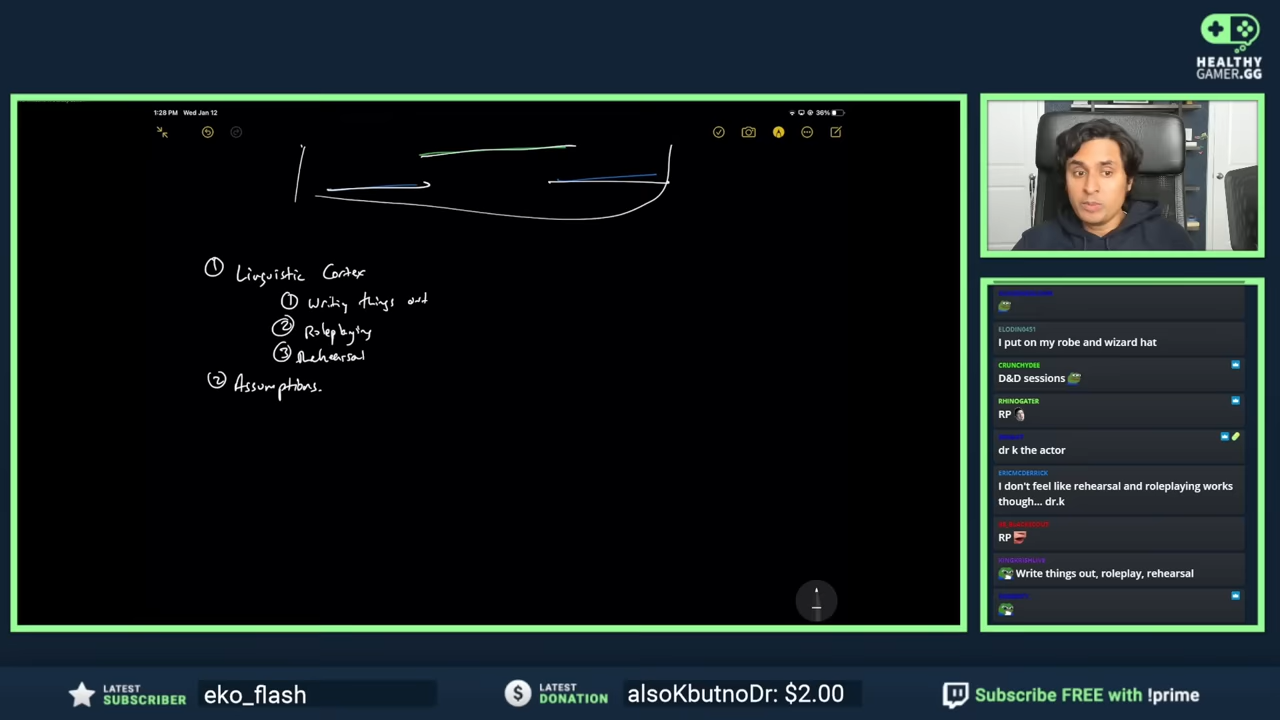 HEALTHY
GAMER.GG
1:28 PM Wed Jan 12
36%
① Linguistic Cortex
① Writing things out
② Roleplaying
③ Rehearsal
② Assumptions.
ELODIN0451
I put on my robe and wizard hat
CRUNCHYDEE
D&D sessions
RHINOGATER
RP
dr k the actor
ERICMCDERRICK
I don't feel like rehearsal and roleplaying works
though... dr.k
RP
Write things out, roleplay, rehearsal
LATEST
SUBSCRIBER
eko_flash
$
LATEST
DONATION
alsoKbutnoDr: $2.00
Subscribe FREE with !prime